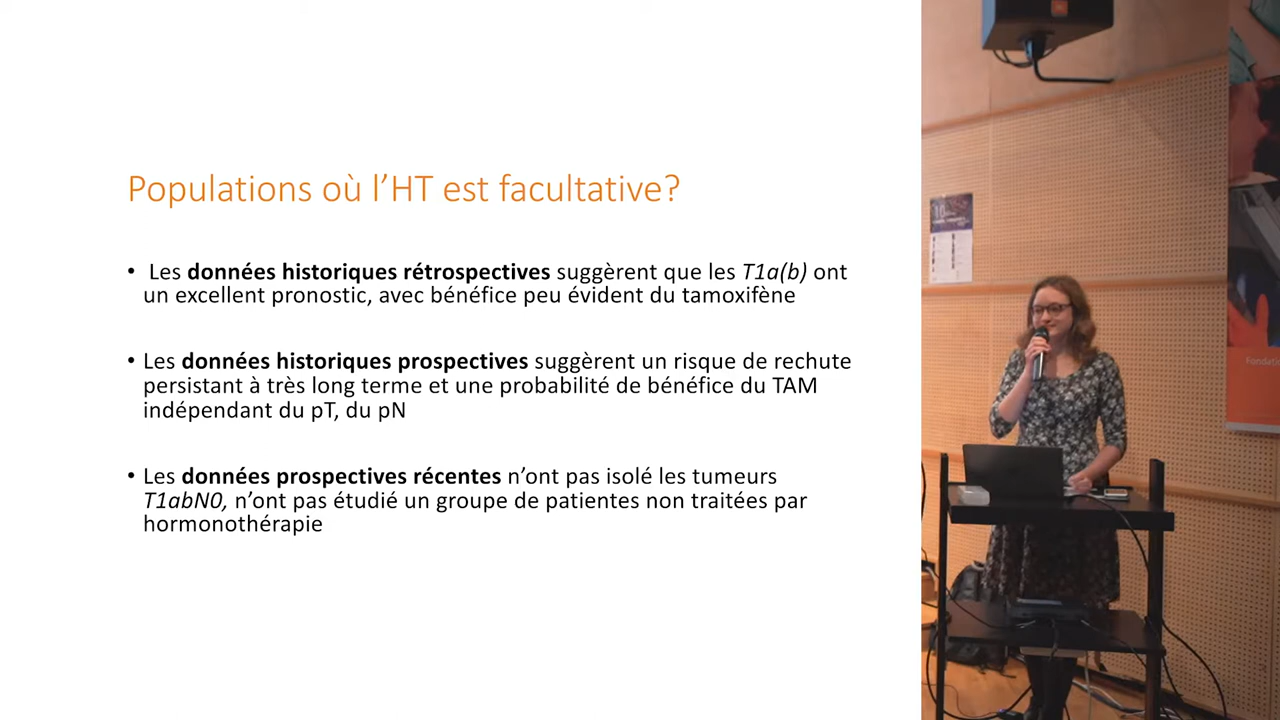 Populations où l’HT est facultative?
• Les données historiques rétrospectives suggèrent que les T1a(b) ont
un excellent pronostic, avec bénéfice peu évident du tamoxifène
• Les données historiques prospectives suggèrent un risque de rechute
persistant à très long terme et une probabilité de bénéfice du TAM
indépendant du pT, du pN
• Les données prospectives récentes n’ont pas isolé les tumeurs
T1abN0, n’ont pas étudié un groupe de patientes non traitées par
hormonothérapie
10
Fondatio